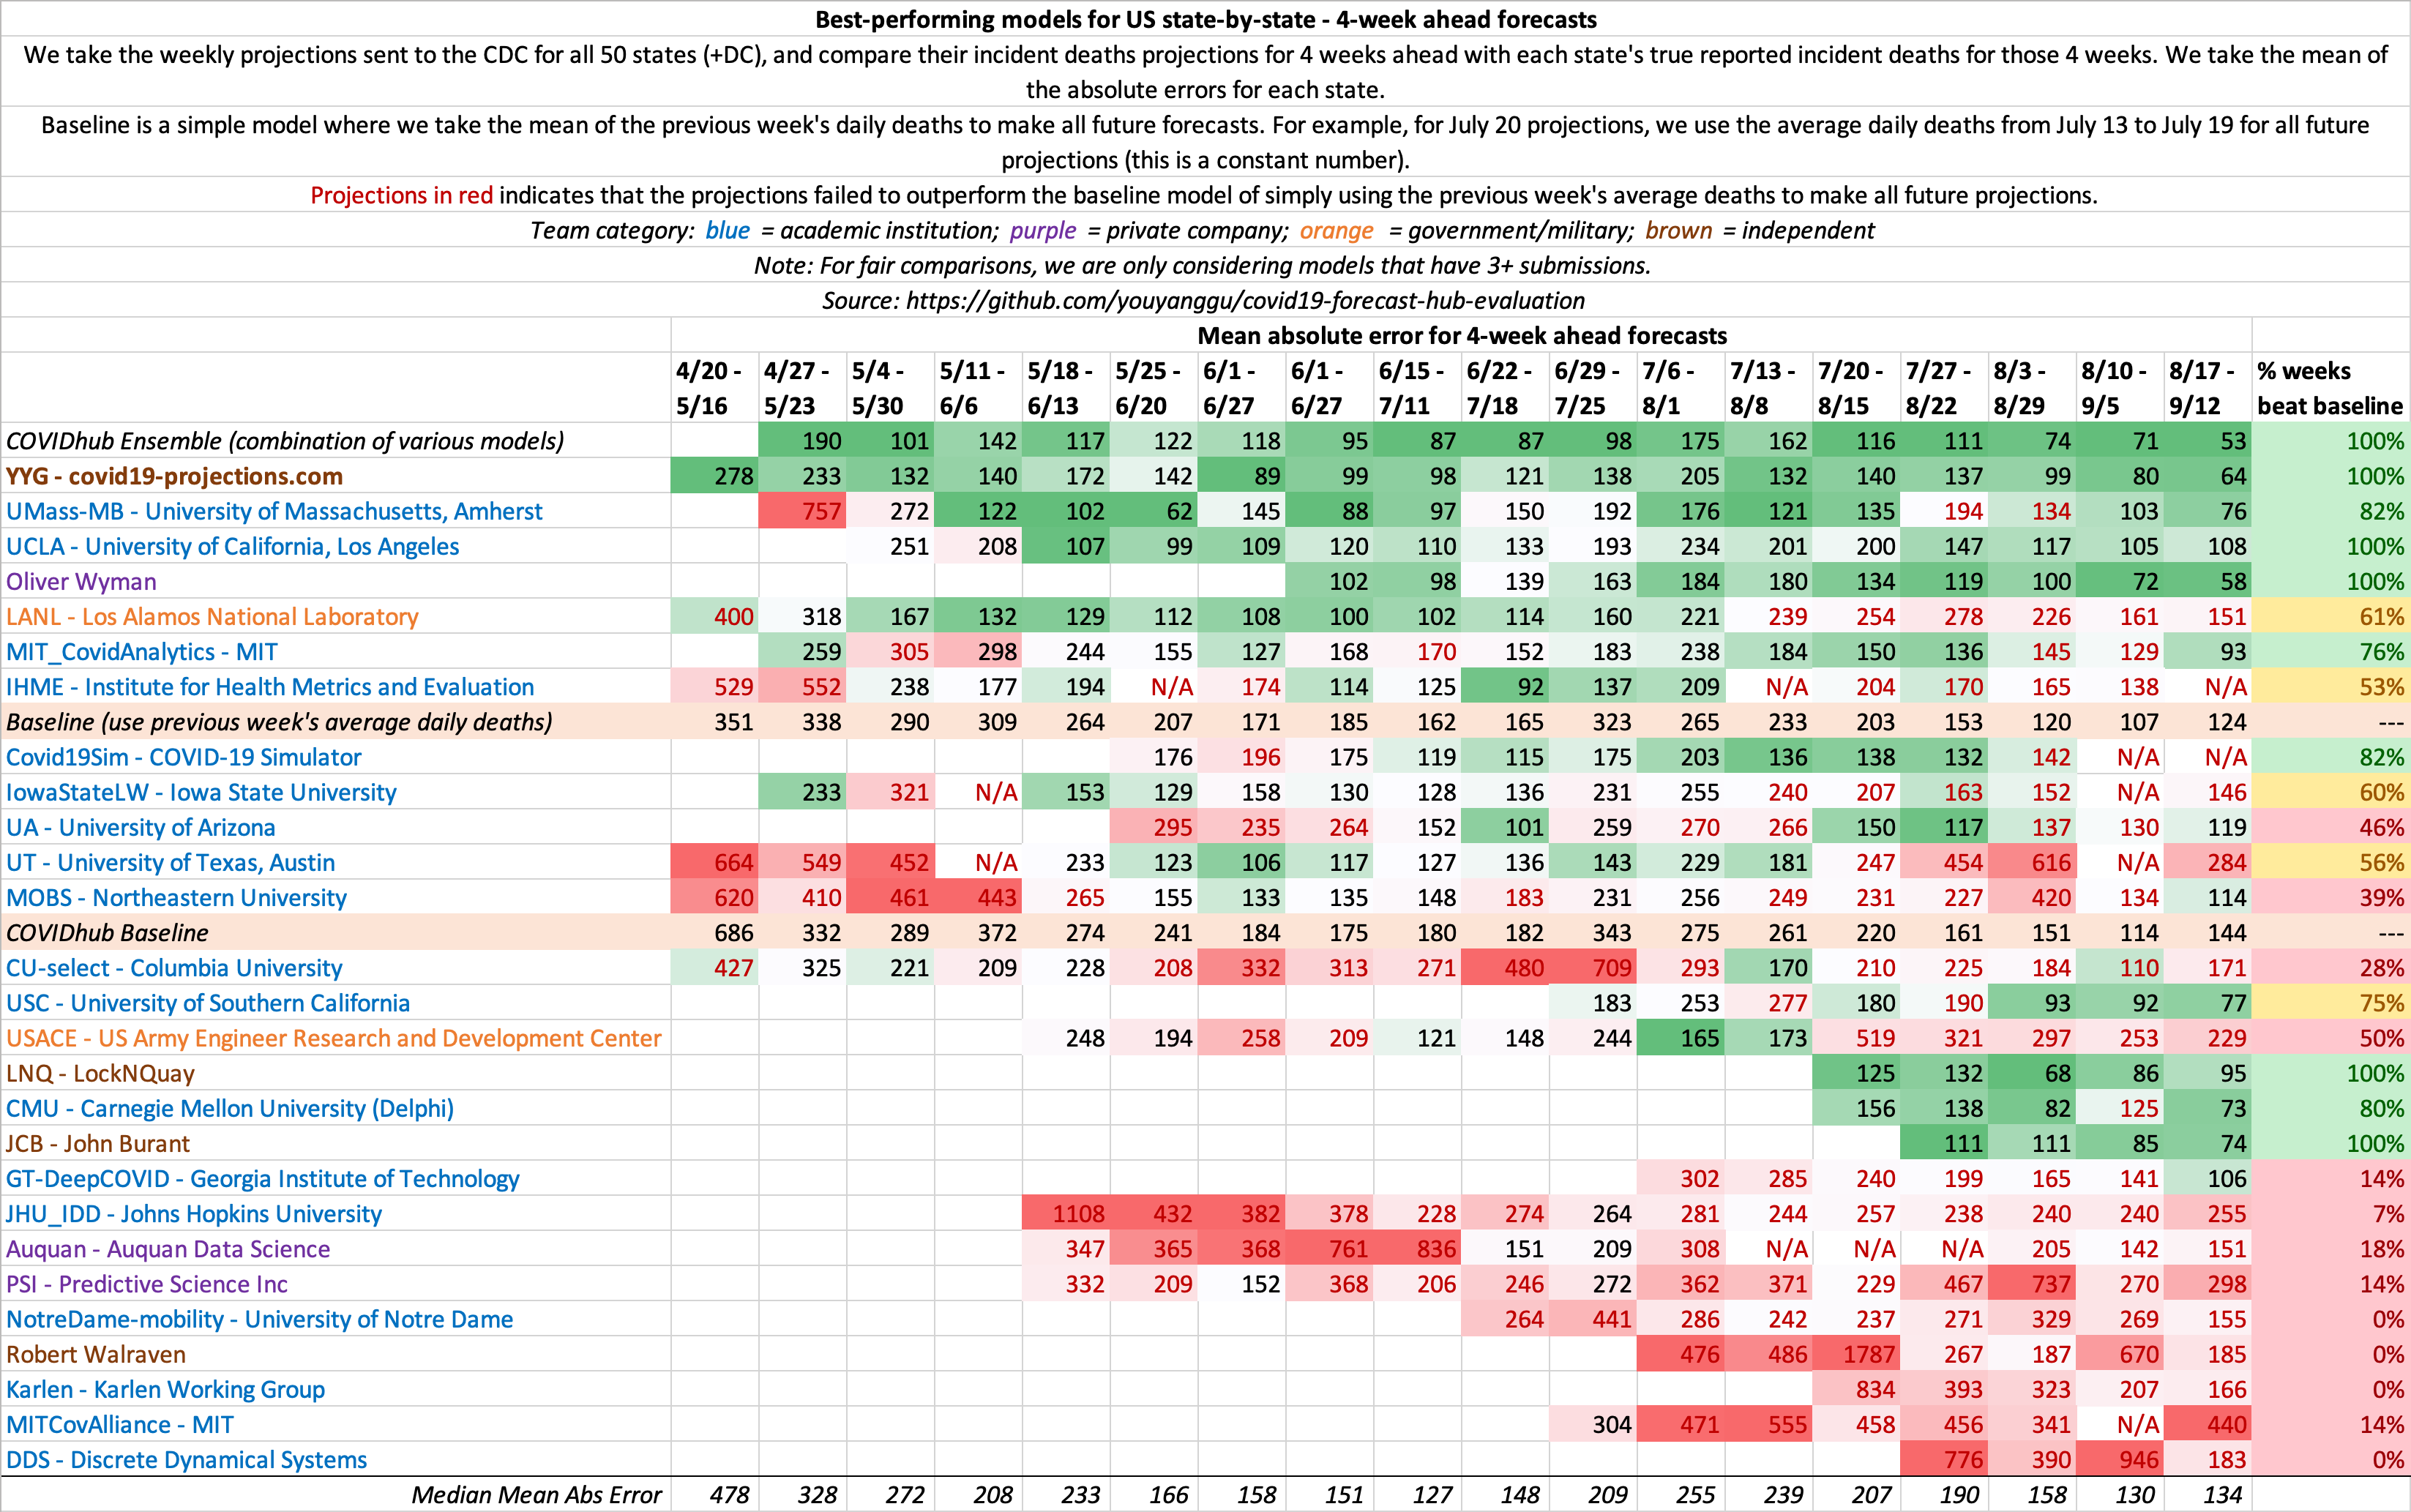 Best-performing models for US state-by-state - 4-week ahead forecasts
We take the weekly projections sent to the CDC for all 50 states (+DC), and compare their incident deaths projections for 4 weeks ahead with each state's true reported incident deaths for those 4 weeks. We take the mean of
the absolute errors for each state.
Baseline is a simple model where we take the mean of the previous week's daily deaths to make all future forecasts. For example, for July 20 projections, we use the average daily deaths from July 13 to July 19 for all future
projections (this is a constant number).
Projections in red indicates that the projections failed to outperform the baseline model of simply using the previous week's average deaths to make all future projections.
Team category: blue = academic institution; purple = private company; orange = government/military; brown = independent
Note: For fair comparisons, we are only considering models that have 3+ submissions.
Source: https://github.com/youyanggu/covid19-forecast-hub-evaluation
Mean absolute error for 4-week ahead forecasts
4/20 - 4/27 - 5/4 - 5/11 - 5/18 - 5/25 - 6/1 - 6/1 - 6/15 - 6/22 - 6/29 - 7/6 - 7/13 - 7/20 - 7/27 - 8/3 - 8/10 - 8/17 - % weeks
5/16 5/23 5/30 6/6 6/13 6/20 6/27 6/27 7/11 7/18 7/25 8/1 8/8 8/15 8/22 8/29 9/5 9/12 beat baseline
COVIDhub Ensemble (combination of various models) 190 101 142 117 122 118 95 87 87 98 175 162 116 111 74 71 53 100%
YYG - covid19-projections.com 278 233 132 140 172 142 89 99 98 121 138 205 132 140 137 99 80 64 100%
UMass-MB - University of Massachusetts, Amherst 757 272 122 102 62 145 88 97 150 192 176 121 135 194 134 103 76 82%
UCLA - University of California, Los Angeles 251 208 107 99 109 120 110 133 193 234 201 200 147 117 105 108 100%
Oliver Wyman 102 98 139 163 184 180 134 119 100 72 58 100%
LANL - Los Alamos National Laboratory 400 318 167 132 129 112 108 100 102 114 160 221 239 254 278 226 161 151 61%
MIT_CovidAnalytics - MIT 259 305 298 244 155 127 168 170 152 183 238 184 150 136 145 129 93 76%
IHME - Institute for Health Metrics and Evaluation 529 552 238 177 194 N/A 174 114 125 92 137 209 N/A 204 170 165 138 N/A 53%
Baseline (use previous week's average daily deaths) 351 338 290 309 264 207 171 185 162 165 323 265 233 203 153 120 107 124 ---
Covid19Sim - COVID-19 Simulator 176 196 175 119 115 175 203 136 138 132 142 N/A N/A 82%
IowaStateLW - Iowa State University 233 321 N/A 153 129 158 130 128 136 231 255 240 207 163 152 N/A 146 60%
UA - University of Arizona 295 235 264 152 101 259 270 266 150 117 137 130 119 46%
UT - University of Texas, Austin 664 549 452 N/A 233 123 106 117 127 136 143 229 181 247 454 616 N/A 284 56%
MOBS - Northeastern University 620 410 461 443 265 155 133 135 148 183 231 256 249 231 227 420 134 114 39%
COVIDhub Baseline 686 332 289 372 274 241 184 175 180 182 343 275 261 220 161 151 114 144 ---
CU-select - Columbia University 427 325 221 209 228 208 332 313 271 480 709 293 170 210 225 184 110 171 28%
USC - University of Southern California 183 253 277 180 190 93 92 77 75%
USACE - US Army Engineer Research and Development Center 248 194 258 209 121 148 244 165 173 519 321 297 253 229 50%
LNQ - LockNQuay 125 132 68 86 95 100%
CMU - Carnegie Mellon University (Delphi) 156 138 82 125 73 80%
JCB - John Burant 111 111 85 74 100%
GT-DeepCOVID - Georgia Institute of Technology 302 285 240 199 165 141 106 14%
JHU_IDD - Johns Hopkins University 1108 432 382 378 228 274 264 281 244 257 238 240 240 255 7%
Auquan - Auquan Data Science 347 365 368 761 836 151 209 308 N/A N/A N/A 205 142 151 18%
PSI - Predictive Science Inc 332 209 152 368 206 246 272 362 371 229 467 737 270 298 14%
NotreDame-mobility - University of Notre Dame 264 441 286 242 237 271 329 269 155 0%
Robert Walraven 476 486 1787 267 187 670 185 0%
Karlen - Karlen Working Group 834 393 323 207 166 0%
MITCovAlliance - MIT 304 471 555 458 456 341 N/A 440 14%
DDS - Discrete Dynamical Systems 776 390 946 183 0%
Median Mean Abs Error 478 328 272 208 233 166 158 151 127 148 209 255 239 207 190 158 130 134